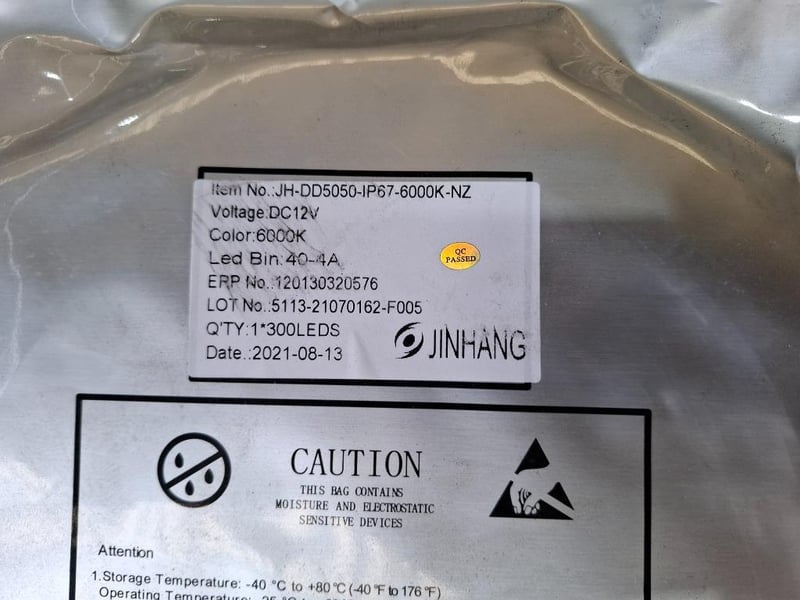 Item No.:JH-DD5050-IP67-6000K-NZ
Voltage:DC12V
Color:6000K
Led Bin:40-4A
QC
PASSED
ERP No.:120130320576
LOT No.:5113-21070162-F005
Q'TY:1*300LEDS
Date.:2021-08-13
JINHANG
CAUTION
THIS BAG CONTAINS
MOISTURE AND ELECTROSTATIC
SENSITIVE DEVICES
Attention
1.Storage Temperature: -40 °C to +80°C(-40 °F to 176 °F)
Operating Temperature: